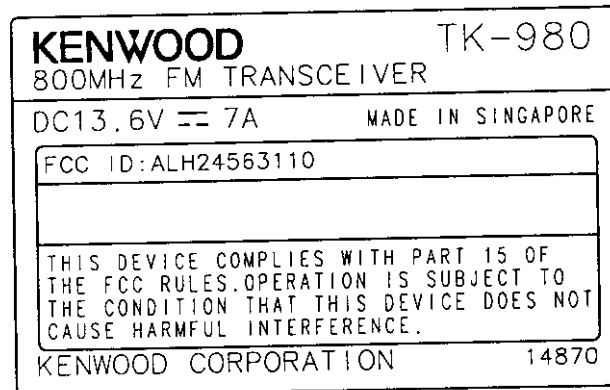 KENWOOD TK-980
800MHz FM TRANSCEIVER
DC13.6V ⎓ 7A MADE IN SINGAPORE
FCC ID:ALH24563110
THIS DEVICE COMPLIES WITH PART 15 OF
THE FCC RULES.OPERATION IS SUBJECT TO
THE CONDITION THAT THIS DEVICE DOES NOT
CAUSE HARMFUL INTERFERENCE.
KENWOOD CORPORATION 14870